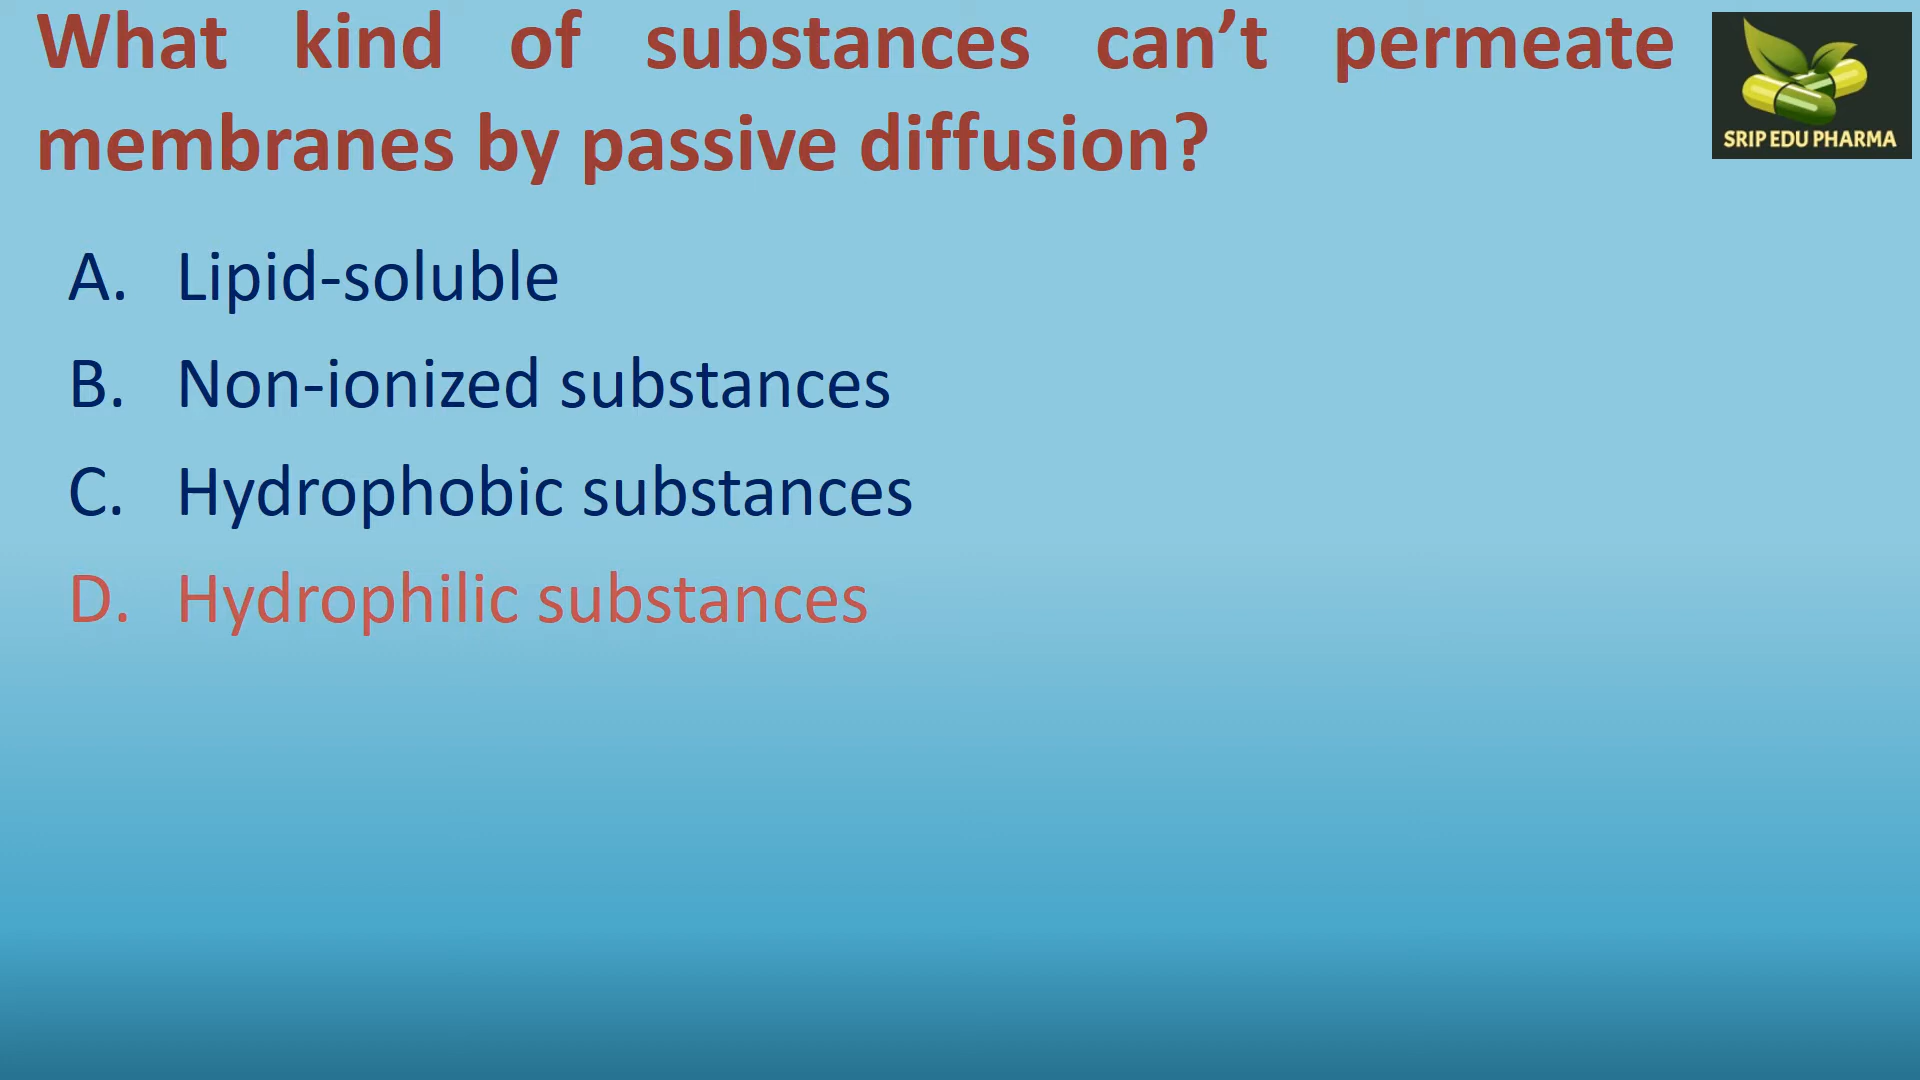 What kind of substances can’t permeate
membranes by passive diffusion?
SRIP EDU PHARMA
A. Lipid-soluble
B. Non-ionized substances
C. Hydrophobic substances
D. Hydrophilic substances